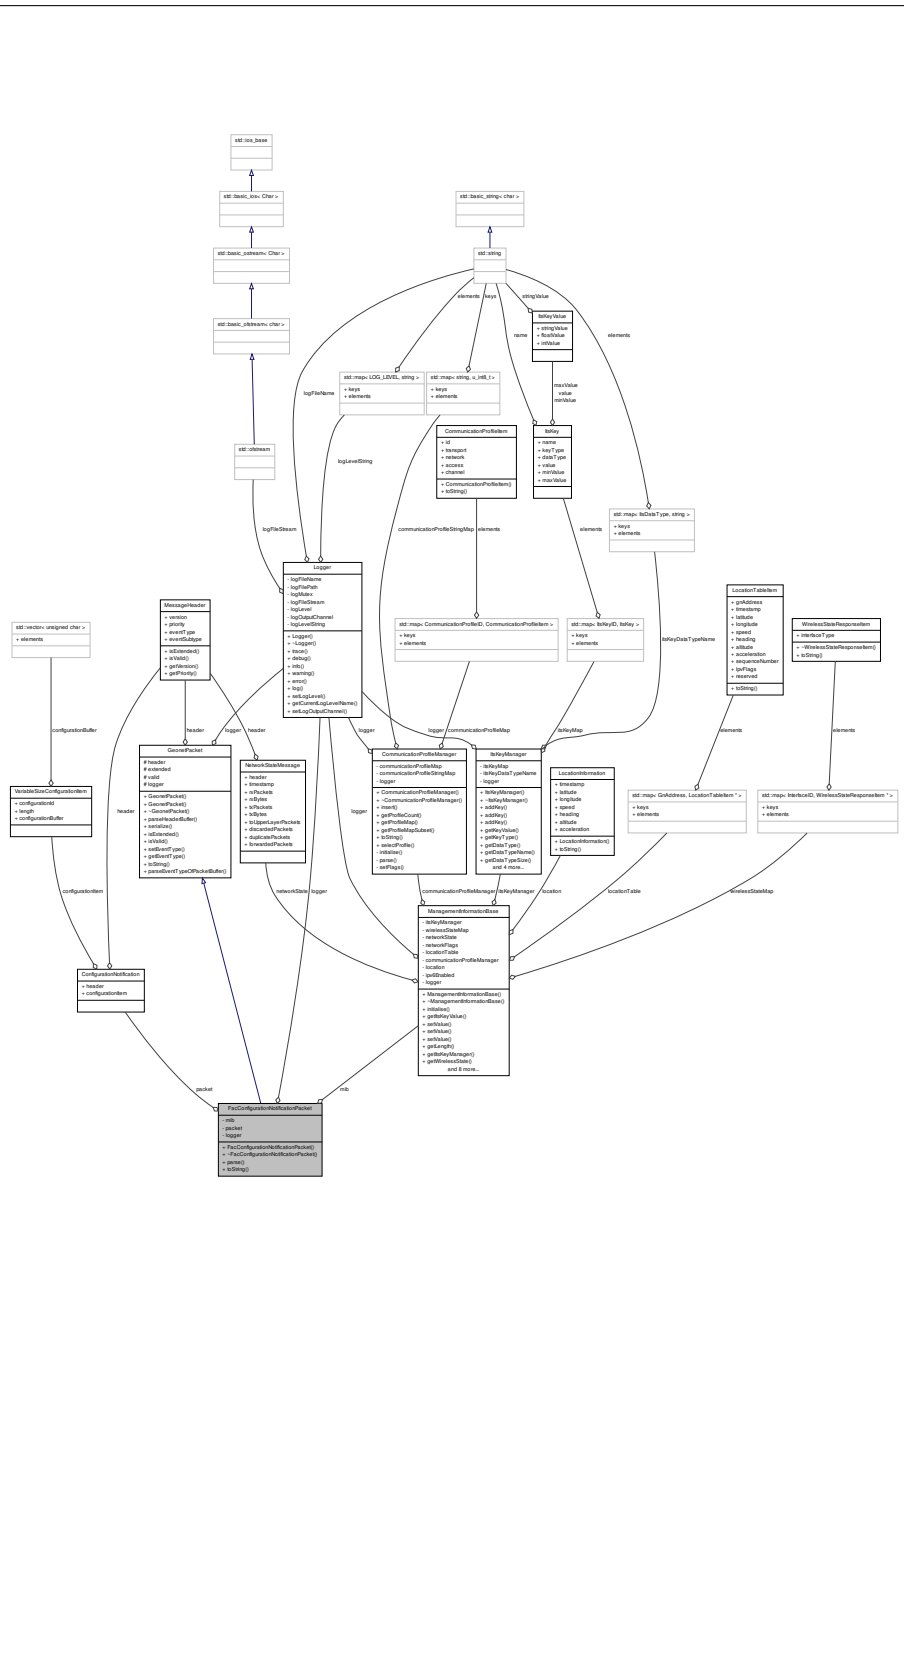 std::ios_base
std::basic_ios< Char >
std::basic_ostream< Char >
std::basic_ofstream< char >
std::ofstream
logFileStream
std::basic_string< char >
std::string
elements
keys
stringValue
name
elements
logFileName
ItsKeyValue
+ stringValue
+ floatValue
+ intValue
maxValue
value
minValue
std::map< LOG_LEVEL, string >
+ keys
+ elements
std::map< string, u_int8_t >
+ keys
+ elements
logLevelString
communicationProfileStringMap
CommunicationProfileItem
+ id
+ transport
+ network
+ access
+ channel
+ CommunicationProfileItem()
+ toString()
elements
ItsKey
+ name
+ keyType
+ dataType
+ value
+ minValue
+ maxValue
elements
std::map< ItsDataType, string >
+ keys
+ elements
itsKeyDataTypeName
Logger
- logFileName
- logFilePath
- logMutex
- logFileStream
- logLevel
- logOutputChannel
- logLevelString
+ Logger()
+ ~Logger()
+ trace()
+ debug()
+ info()
+ warning()
+ error()
+ log()
+ setLogLevel()
+ getCurrentLogLevelName()
+ setLogOutputChannel()
MessageHeader
+ version
+ priority
+ eventType
+ eventSubtype
+ isExtended()
+ isValid()
+ getVersion()
+ getPriority()
std::vector< unsigned char >
+ elements
configurationBuffer
std::map< CommunicationProfileID, CommunicationProfileItem >
+ keys
+ elements
std::map< ItsKeyID, ItsKey >
+ keys
+ elements
LocationTableItem
+ gnAddress
+ timestamp
+ latitude
+ longitude
+ speed
+ heading
+ altitude
+ acceleration
+ sequenceNumber
+ ipvFlags
+ reserved
+ toString()
elements
WirelessStateResponseItem
+ interfaceType
+ ~WirelessStateResponseItem()
+ toString()
elements
header
logger
header
logger
logger
communicationProfileMap
itsKeyMap
header
logger
GeonetPacket
# header
# extended
# valid
# logger
+ GeonetPacket()
+ GeonetPacket()
+ ~GeonetPacket()
+ parseHeaderBuffer()
+ serialize()
+ isExtended()
+ isValid()
+ setEventType()
+ getEventType()
+ toString()
+ parseEventTypeOfPacketBuffer()
NetworkStateMessage
+ header
+ timestamp
+ rxPackets
+ rxBytes
+ txPackets
+ txBytes
+ toUpperLayerPackets
+ discardedPackets
+ duplicatePackets
+ forwardedPackets
CommunicationProfileManager
- communicationProfileMap
- communicationProfileStringMap
- logger
+ CommunicationProfileManager()
+ ~CommunicationProfileManager()
+ insert()
+ getProfileCount()
+ getProfileMap()
+ getProfileMapSubset()
+ toString()
+ selectProfile()
- initialise()
- parse()
- setFlags()
ItsKeyManager
- itsKeyMap
- itsKeyDataTypeName
- logger
+ ItsKeyManager()
+ ~ItsKeyManager()
+ addKey()
+ addKey()
+ addKey()
+ getKeyValue()
+ getKeyType()
+ getDataType()
+ getDataTypeName()
+ getDataTypeSize()
and 4 more...
LocationInformation
+ timestamp
+ latitude
+ longitude
+ speed
+ heading
+ altitude
+ acceleration
+ LocationInformation()
+ toString()
std::map< GnAddress, LocationTableItem * >
+ keys
+ elements
std::map< InterfaceID, WirelessStateResponseItem * >
+ keys
+ elements
VariableSizeConfigurationItem
+ configurationId
+ length
+ configurationBuffer
configurationItem
networkState
logger
communicationProfileManager
itsKeyManager
location
locationTable
wirelessStateMap
ManagementInformationBase
- itsKeyManager
- wirelessStateMap
- networkState
- networkFlags
- locationTable
- communicationProfileManager
- location
- ipv6Enabled
- logger
+ ManagementInformationBase()
+ ~ManagementInformationBase()
+ initialise()
+ getItsKeyValue()
+ setValue()
+ setValue()
+ setValue()
+ getLength()
+ getItsKeyManager()
+ getWirelessState()
and 8 more...
ConfigurationNotification
+ header
+ configurationItem
packet
mib
FacConfigurationNotificationPacket
- mib
- packet
- logger
+ FacConfigurationNotificationPacket()
+ ~FacConfigurationNotificationPacket()
+ parse()
+ toString()